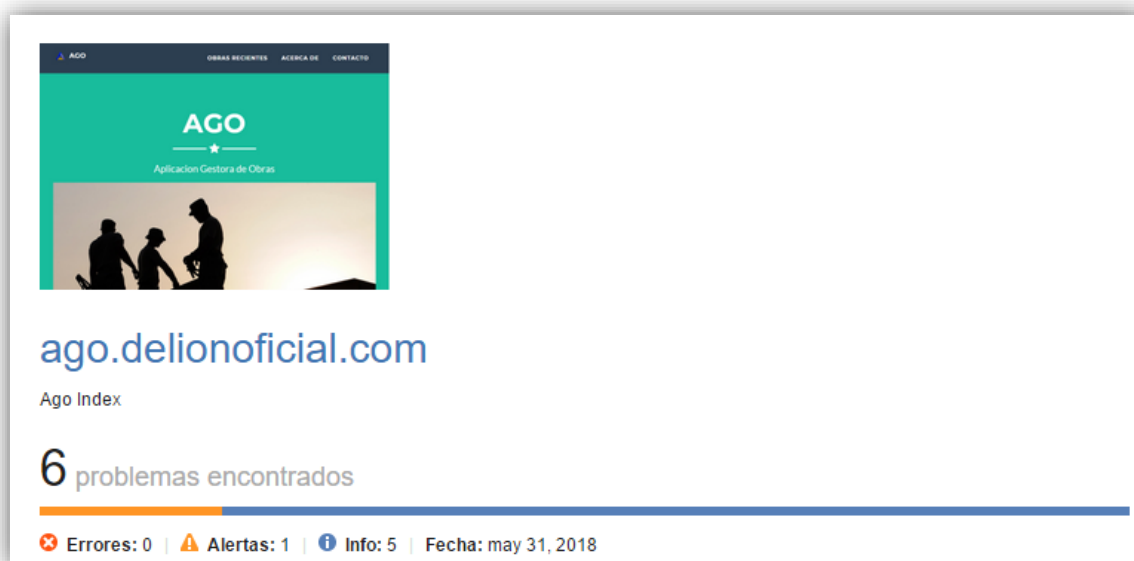 AGO OBRAS RECIENTES ACERCA DE CONTACTO
AGO
Aplicacion Gestora de Obras
ago.delionoficial.com
Ago Index
6 problemas encontrados
Errores: 0 | Alertas: 1 | Info: 5 | Fecha: may 31, 2018